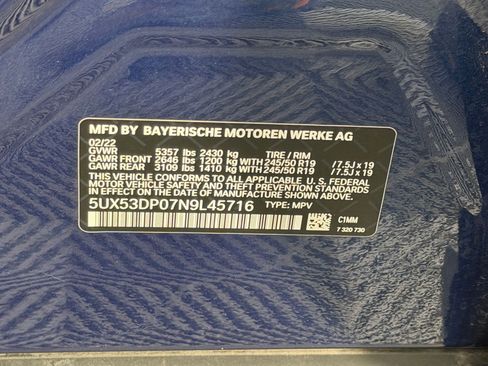 MFD BY BAYERISCHE MOTOREN WERKE AG
02/22 TIRE / RIM
GVWR 5357 lbs 2430 kg
GAWR FRONT 2646 lbs 1200 kg WITH 245/50 R19 / 7.5J x 19
GAWR REAR 3109 lbs 1410 kg WITH 245/50 R19 / 7.5J x 19
THIS VEHICLE CONFORMS TO ALL APPLICABLE U.S. FEDERAL
MOTOR VEHICLE SAFETY AND THEFT PREVENTION STANDARDS
IN EFFECT ON THE DATE OF MANUFACTURE SHOWN ABOVE.
5UX53DP07N9L45716 TYPE: MPV
C1MM
7 320 730